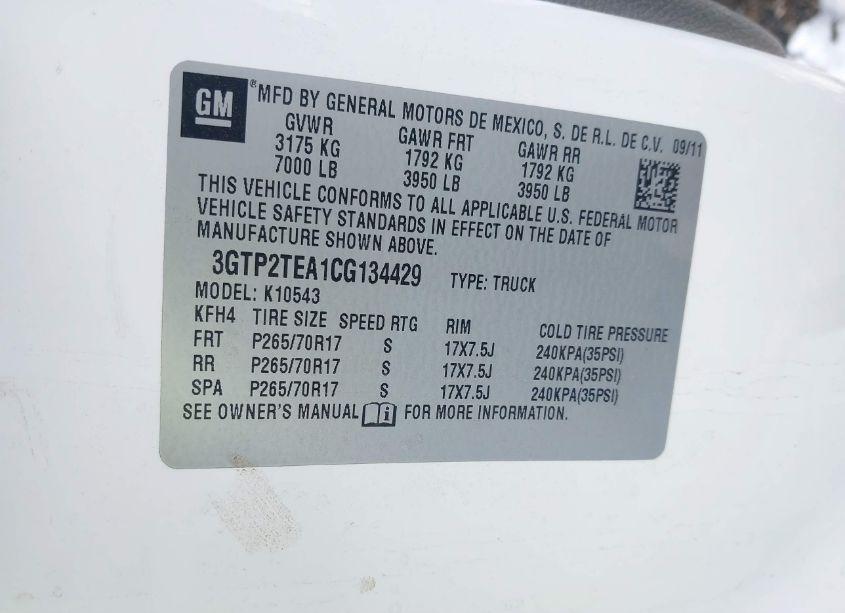 GM ® MFD BY GENERAL MOTORS DE MEXICO, S. DE R.L. DE C.V. 09/11
GVWR GAWR FRT GAWR RR
3175 KG 1792 KG 1792 KG
7000 LB 3950 LB 3950 LB
THIS VEHICLE CONFORMS TO ALL APPLICABLE U.S. FEDERAL MOTOR
VEHICLE SAFETY STANDARDS IN EFFECT ON THE DATE OF
MANUFACTURE SHOWN ABOVE.
3GTP2TEA1CG134429 TYPE: TRUCK
MODEL: K10543
KFH4 TIRE SIZE SPEED RTG RIM COLD TIRE PRESSURE
FRT P265/70R17 S 17X7.5J 240KPA(35PSI)
RR P265/70R17 S 17X7.5J 240KPA(35PSI)
SPA P265/70R17 S 17X7.5J 240KPA(35PSI)
SEE OWNER'S MANUAL i FOR MORE INFORMATION.